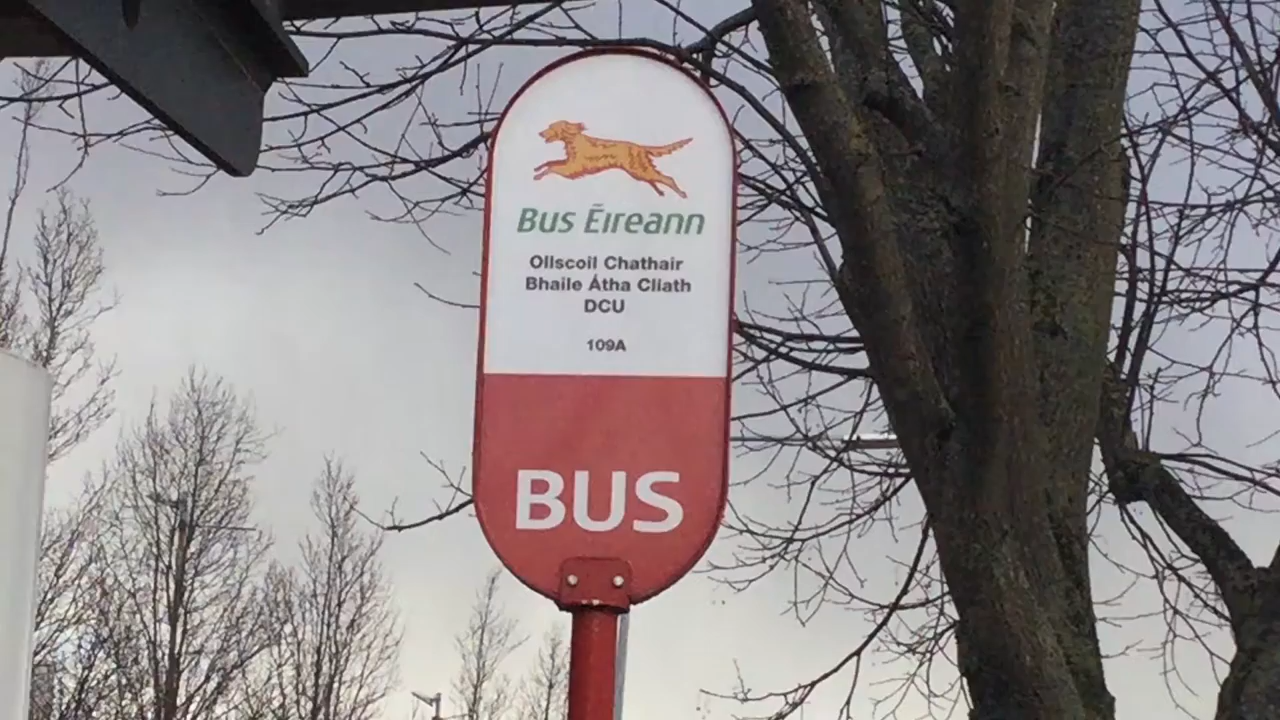 Bus Éireann
Ollscoil Chathair
Bhaile Átha Cliath
DCU
109A
BUS